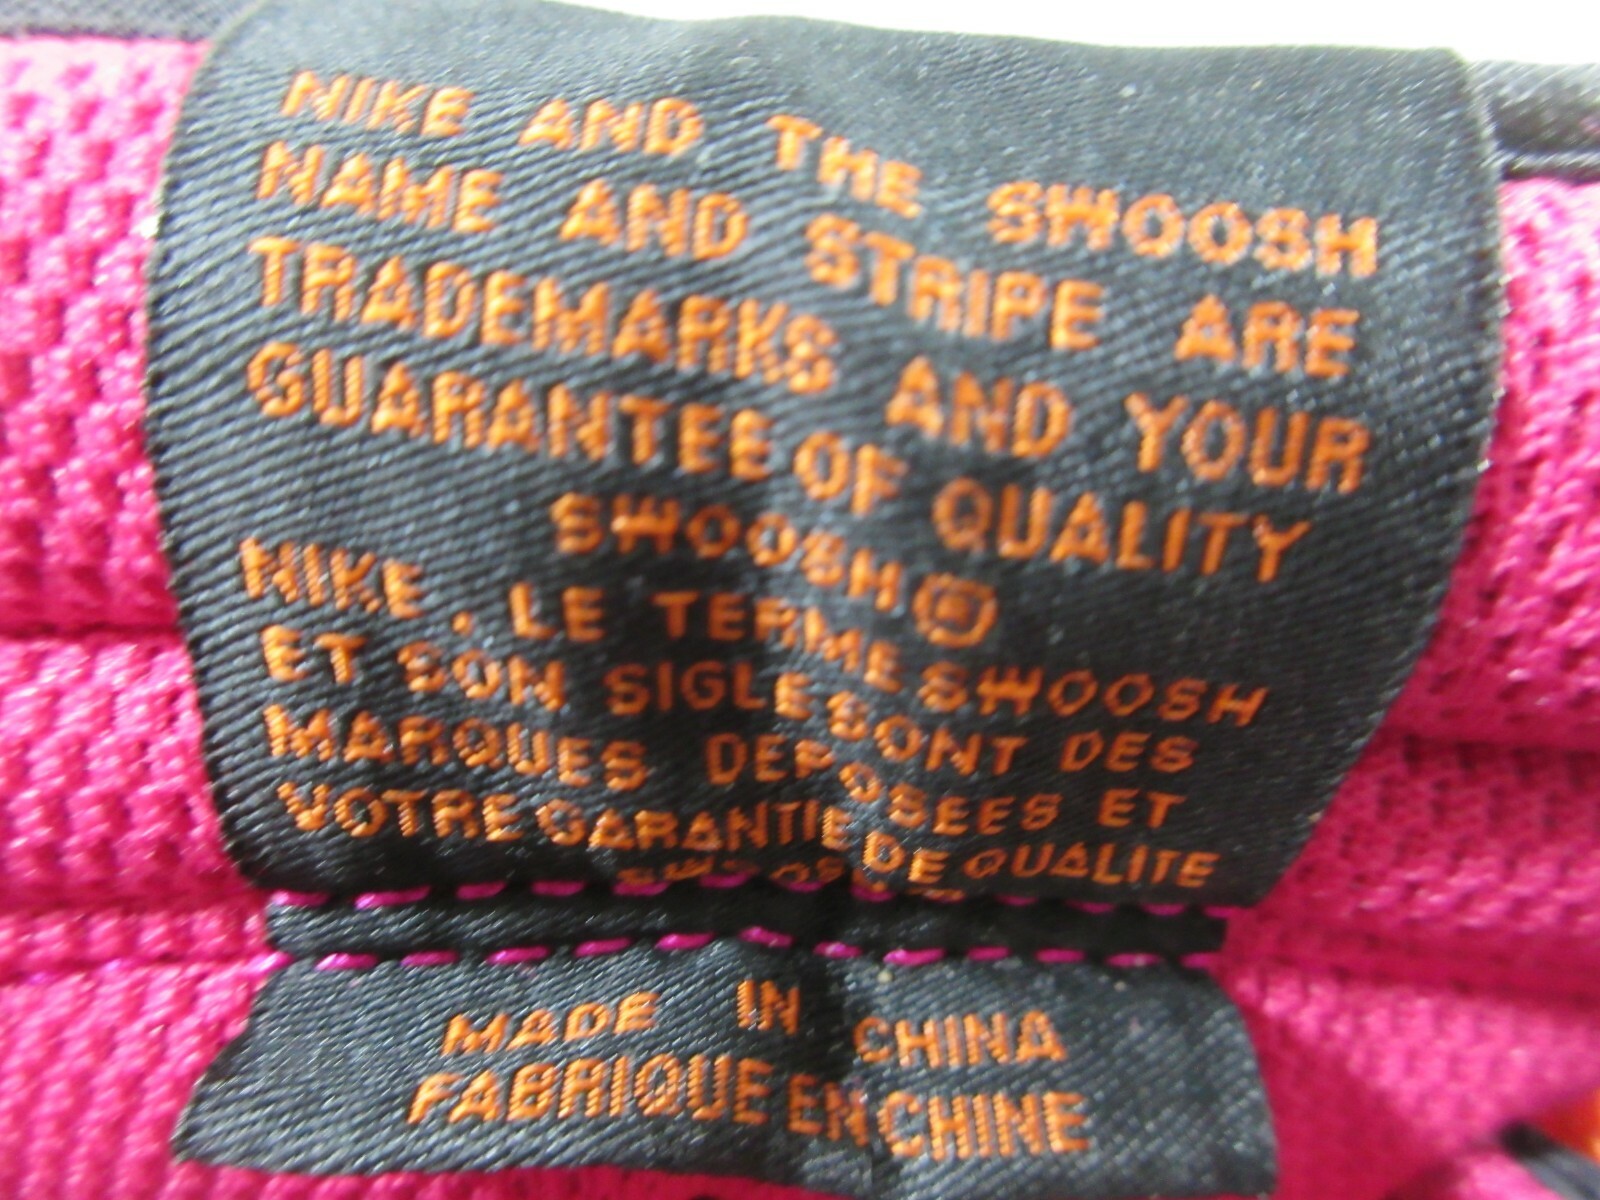 NIKE AND THE SWOOSH
NAME AND STRIPE ARE
TRADEMARKS AND YOUR
GUARANTEE OF QUALITY
SWOOSH®
NIKE, LE TERME SWOOSH
ET SON SIGLE SONT DES
MARQUES DEPOSEES ET
VOTRE GARANTIE DE QUALITE
MADE IN CHINA
FABRIQUE EN CHINE